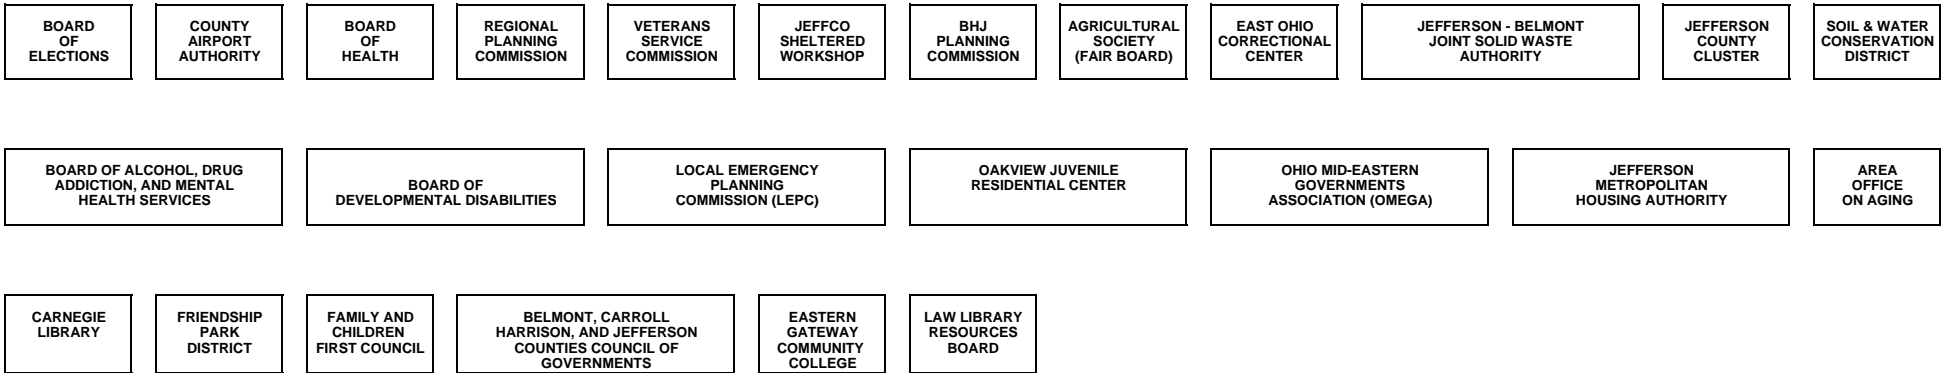 BOARD
OF
ELECTIONS
COUNTY
AIRPORT
AUTHORITY
BOARD
OF
HEALTH
REGIONAL
PLANNING
COMMISSION
VETERANS
SERVICE
COMMISSION
JEFFCO
SHELTERED
WORKSHOP
BHJ
PLANNING
COMMISSION
AGRICULTURAL
SOCIETY
(FAIR BOARD)
EAST OHIO
CORRECTIONAL
CENTER
JEFFERSON - BELMONT
JOINT SOLID WASTE
AUTHORITY
JEFFERSON
COUNTY
CLUSTER
SOIL & WATER
CONSERVATION
DISTRICT
BOARD OF ALCOHOL, DRUG
ADDICTION, AND MENTAL
HEALTH SERVICES
BOARD OF
DEVELOPMENTAL DISABILITIES
LOCAL EMERGENCY
PLANNING
COMMISSION (LEPC)
OAKVIEW JUVENILE
RESIDENTIAL CENTER
OHIO MID-EASTERN
GOVERNMENTS
ASSOCIATION (OMEGA)
JEFFERSON
METROPOLITAN
HOUSING AUTHORITY
AREA
OFFICE
ON AGING
CARNEGIE
LIBRARY
FRIENDSHIP
PARK
DISTRICT
FAMILY AND
CHILDREN
FIRST COUNCIL
BELMONT, CARROLL
HARRISON, AND JEFFERSON
COUNTIES COUNCIL OF
GOVERNMENTS
EASTERN
GATEWAY
COMMUNITY
COLLEGE
LAW LIBRARY
RESOURCES
BOARD